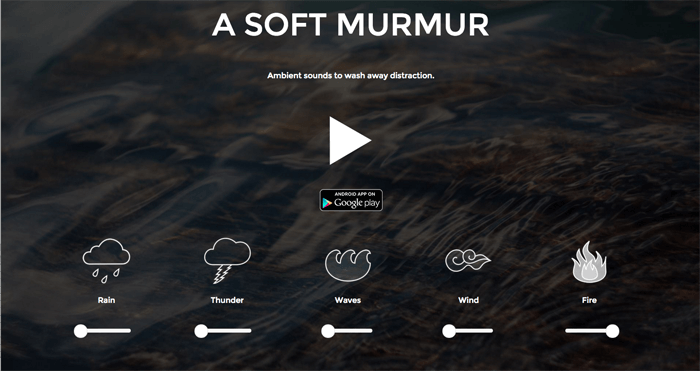 A SOFT MURMUR
Ambient sounds to wash away distraction.
ANDROID APP ON
Google play
Rain
Thunder
Waves
Wind
Fire